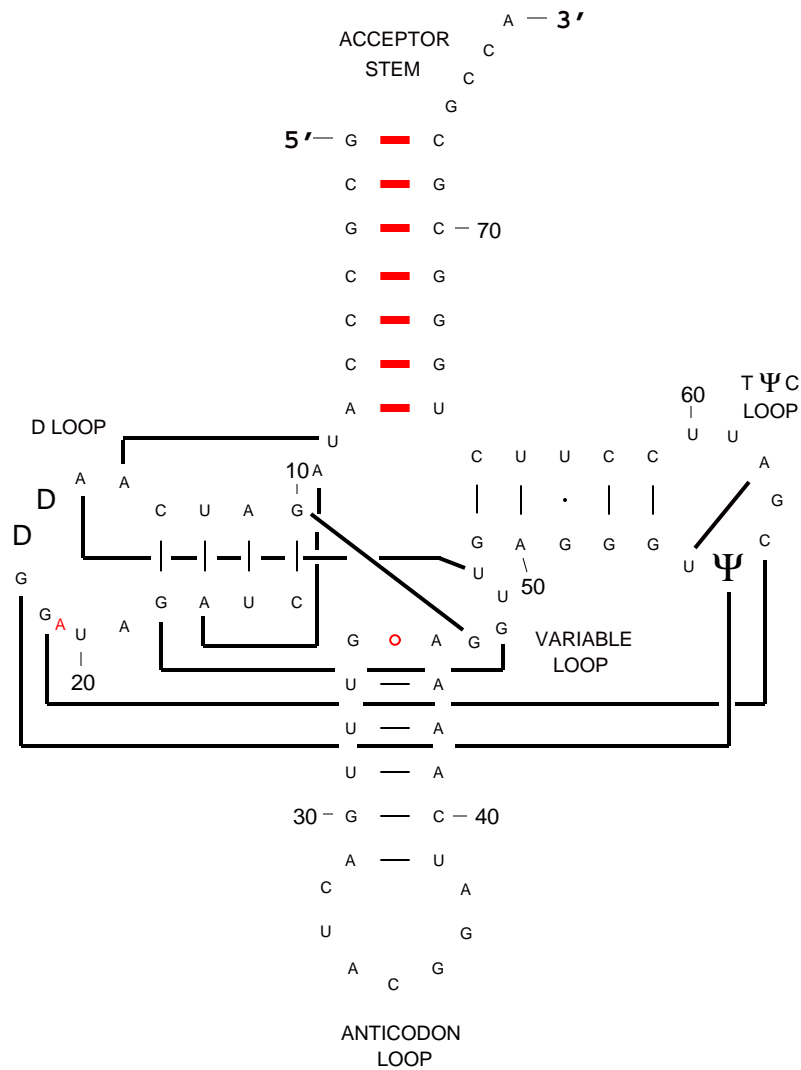 A – 3′
ACCEPTOR
STEM
C
C
G
5′ – G C
C G
G C – 70
C G
C G
C G
A U
60
T Ψ C
LOOP
D LOOP
U
U U
C U U C C
A
10 A
A A
D
G
C U A G
D
G A G G G
C
U Ψ
50
U
G
U
G A U C
G A U A
G
G A G
VARIABLE
LOOP
20
U A
U A
U A
30 – G C – 40
A U
C A
U G
A G
C
ANTICODON
LOOP